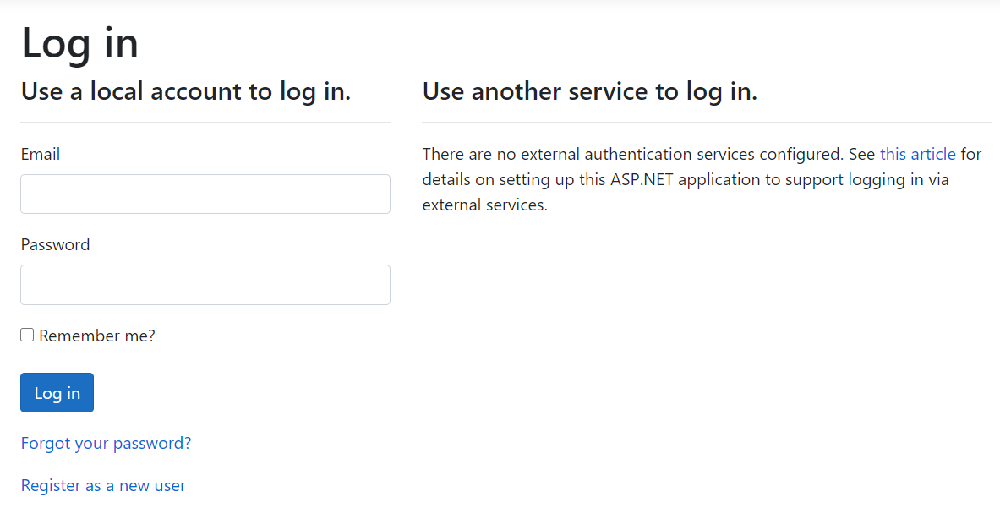 Log in
Use a local account to log in.
Email
Password
Remember me?
Log in
Forgot your password?
Register as a new user
Use another service to log in.
There are no external authentication services configured. See this article for
details on setting up this ASP.NET application to support logging in via
external services.